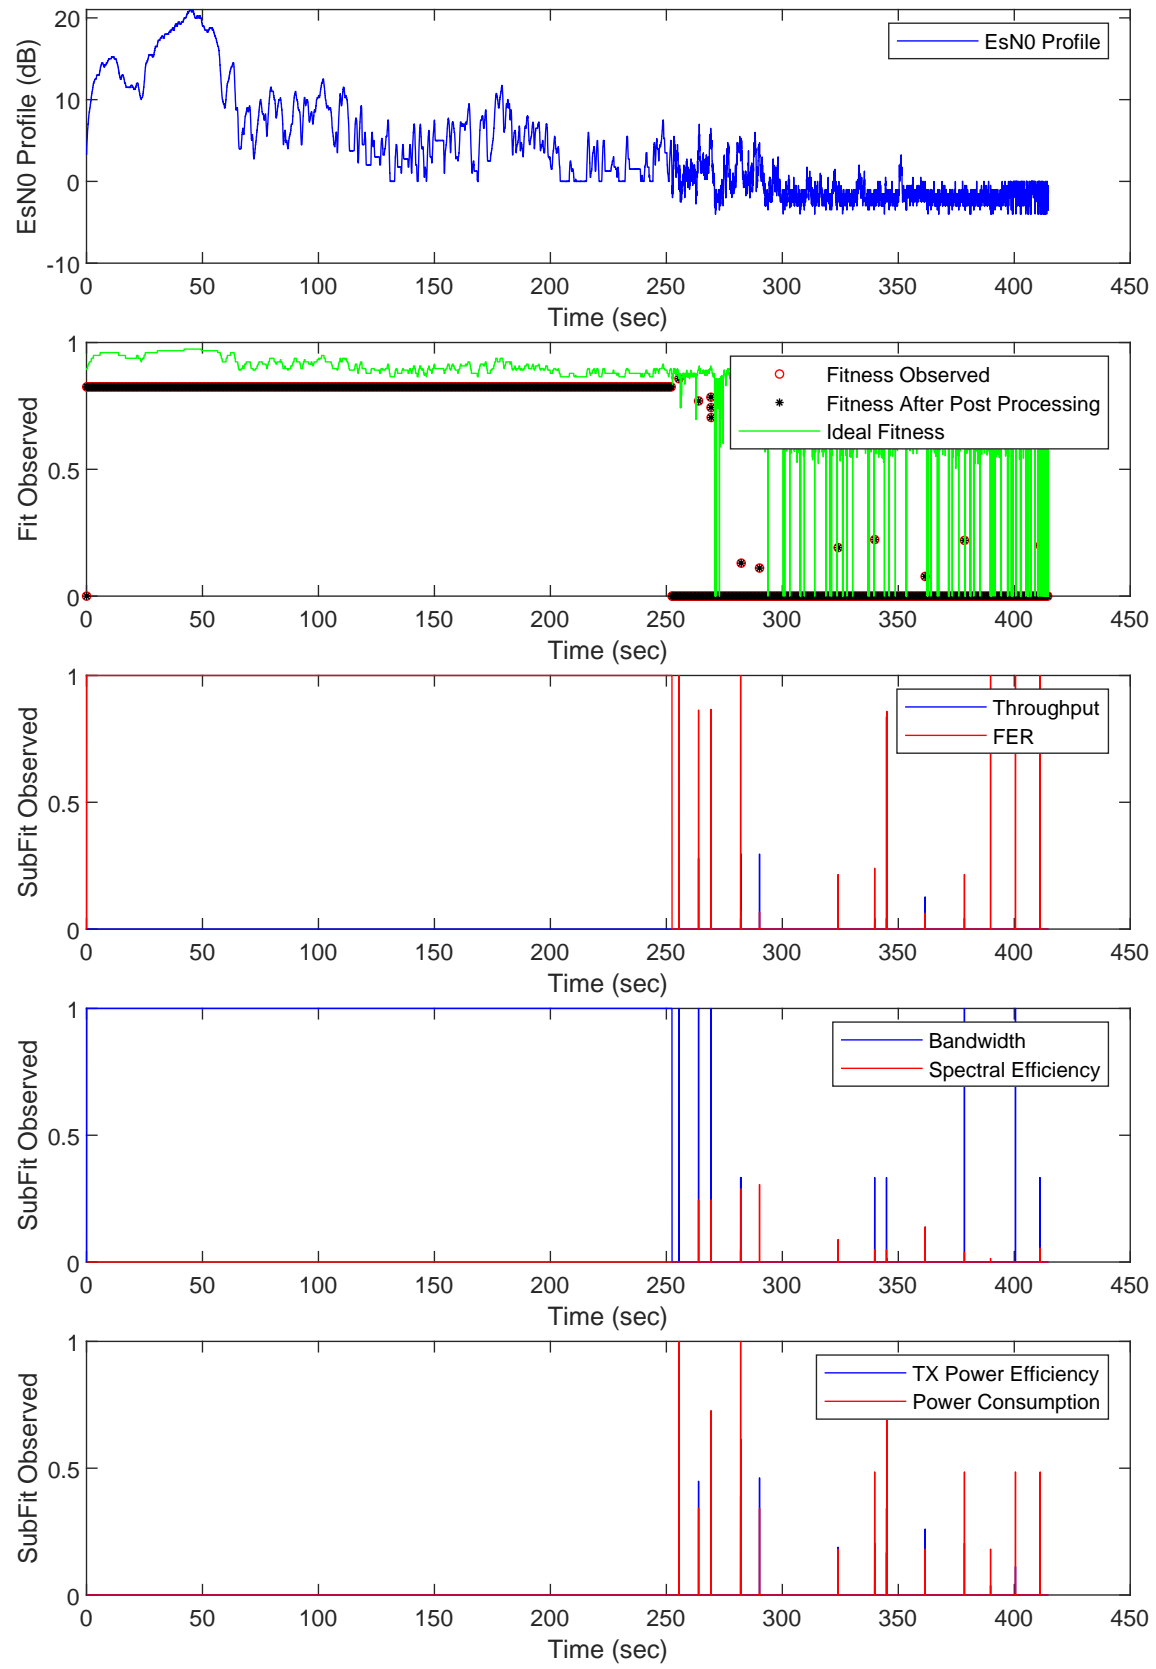 20
10
0
-10
EsN0 Profile (dB)
EsN0 Profile
0 50 100 150 200 250 300 350 400 450
Time (sec)
1
0.5
0
Fit Observed
Fitness Observed
Fitness After Post Processing
Ideal Fitness
0 50 100 150 200 250 300 350 400 450
Time (sec)
1
0.5
0
SubFit Observed
Throughput
FER
0 50 100 150 200 250 300 350 400 450
Time (sec)
1
0.5
0
SubFit Observed
Bandwidth
Spectral Efficiency
0 50 100 150 200 250 300 350 400 450
Time (sec)
1
0.5
0
SubFit Observed
TX Power Efficiency
Power Consumption
0 50 100 150 200 250 300 350 400 450
Time (sec)